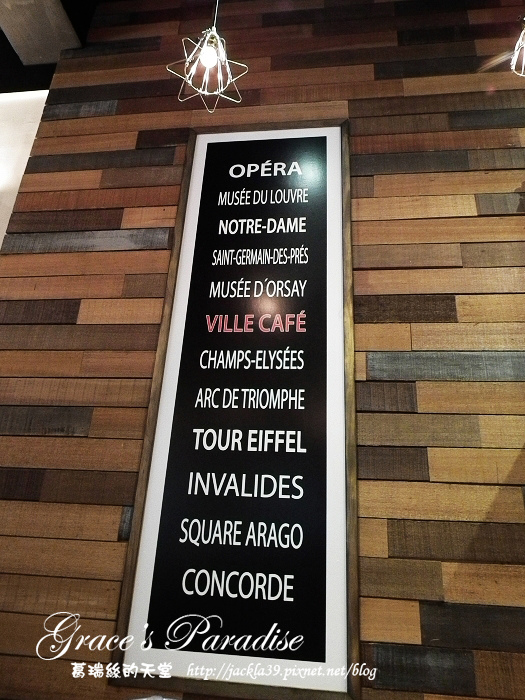 OPÉRA
MUSÉE DU LOUVRE
NOTRE-DAME
SAINT-GERMAIN-DES-PRÉS
MUSÉE D´ORSAY
VILLE CAFÉ
CHAMPS-ELYSÉES
ARC DE TRIOMPHE
TOUR EIFFEL
INVALIDES
SQUARE ARAGO
CONCORDE
Grace's Paradise
葛瑞絲的天堂 http://jackla39.pixnet.net/blog